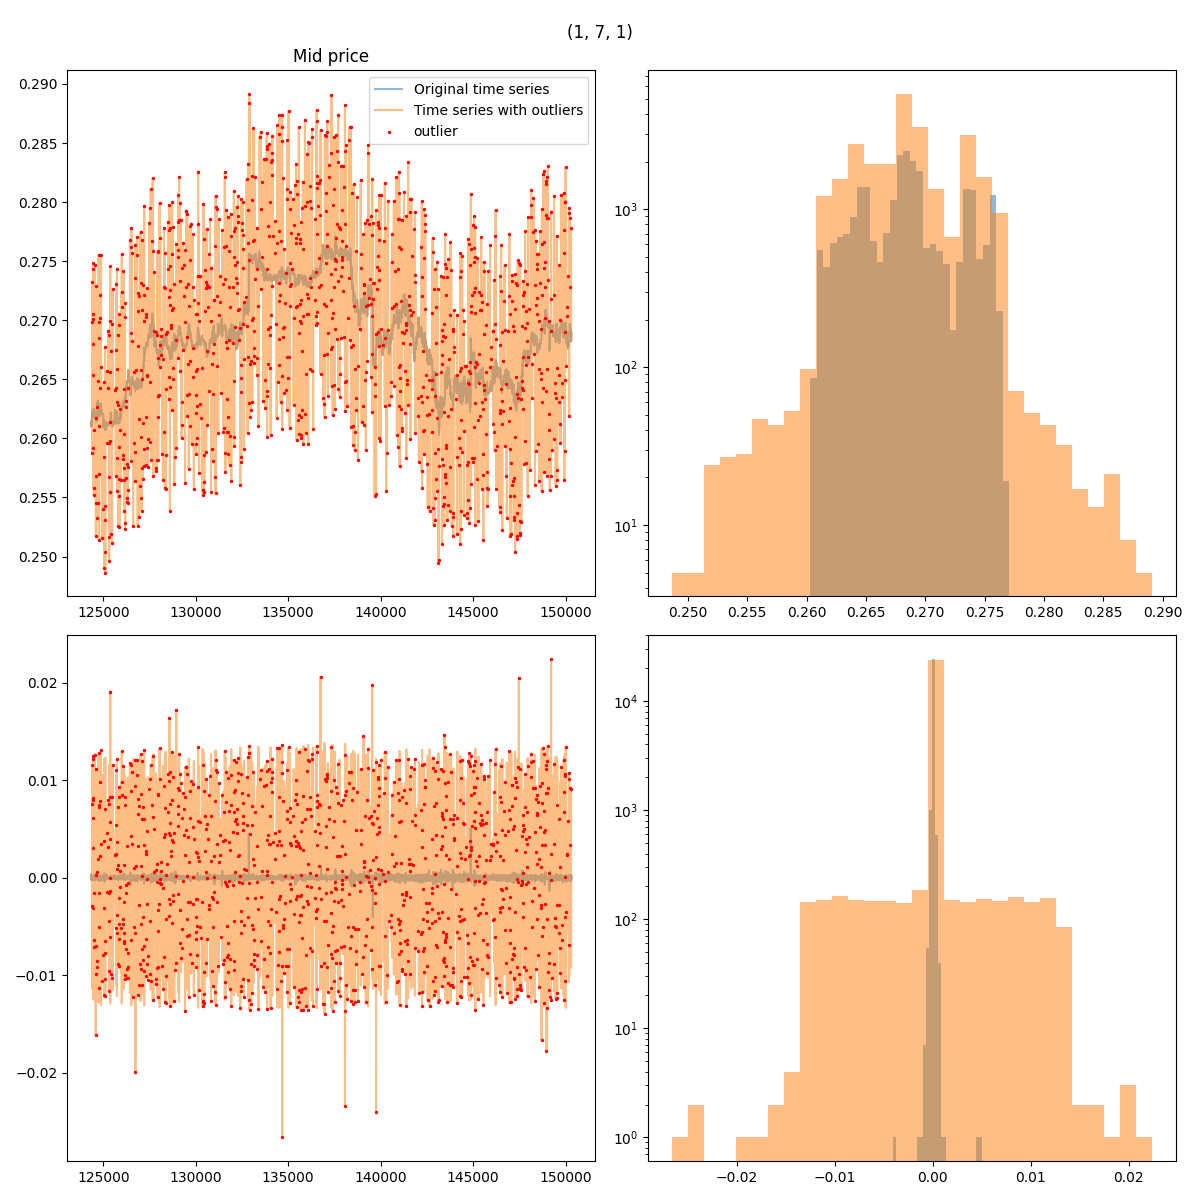 (1, 7, 1)
Mid price
Original time series
Time series with outliers
outlier
0.290
0.285
0.280
0.275
0.270
0.265
0.260
0.255
0.250
125000 130000 135000 140000 145000 150000
10³
10²
10¹
0.250 0.255 0.260 0.265 0.270 0.275 0.280 0.285 0.290
0.02
0.01
0.00
−0.01
−0.02
125000 130000 135000 140000 145000 150000
10⁴
10³
10²
10¹
10⁰
−0.02 −0.01 0.00 0.01 0.02